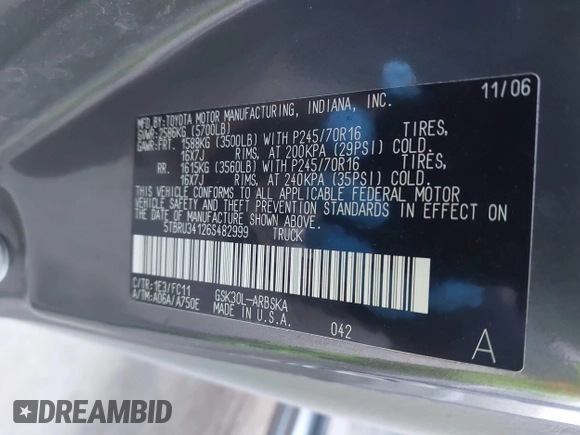 MFD.BY:TOYOTA MOTOR MANUFACTURING, INDIANA, INC. 11/06
GVWR: 2586KG (5700LB)
GAWR:FRT. 1588KG (3500LB) WITH P245/70R16 TIRES,
16X7J RIMS, AT 200KPA (29PSI) COLD.
RR. 1615KG (3560LB) WITH P245/70R16 TIRES,
16X7J RIMS, AT 240KPA (35PSI) COLD.
THIS VEHICLE CONFORMS TO ALL APPLICABLE FEDERAL MOTOR
VEHICLE SAFETY AND THEFT PREVENTION STANDARDS IN EFFECT ON
THE DATE OF MANUFACTURE SHOWN ABOVE.
5TBRU34126S482999 TRUCK
C/TR:1E3/FC11 GSK30L-ARBSKA
A/TM:A06A/A750E MADE IN U.S.A. 042
A
DREAMBID